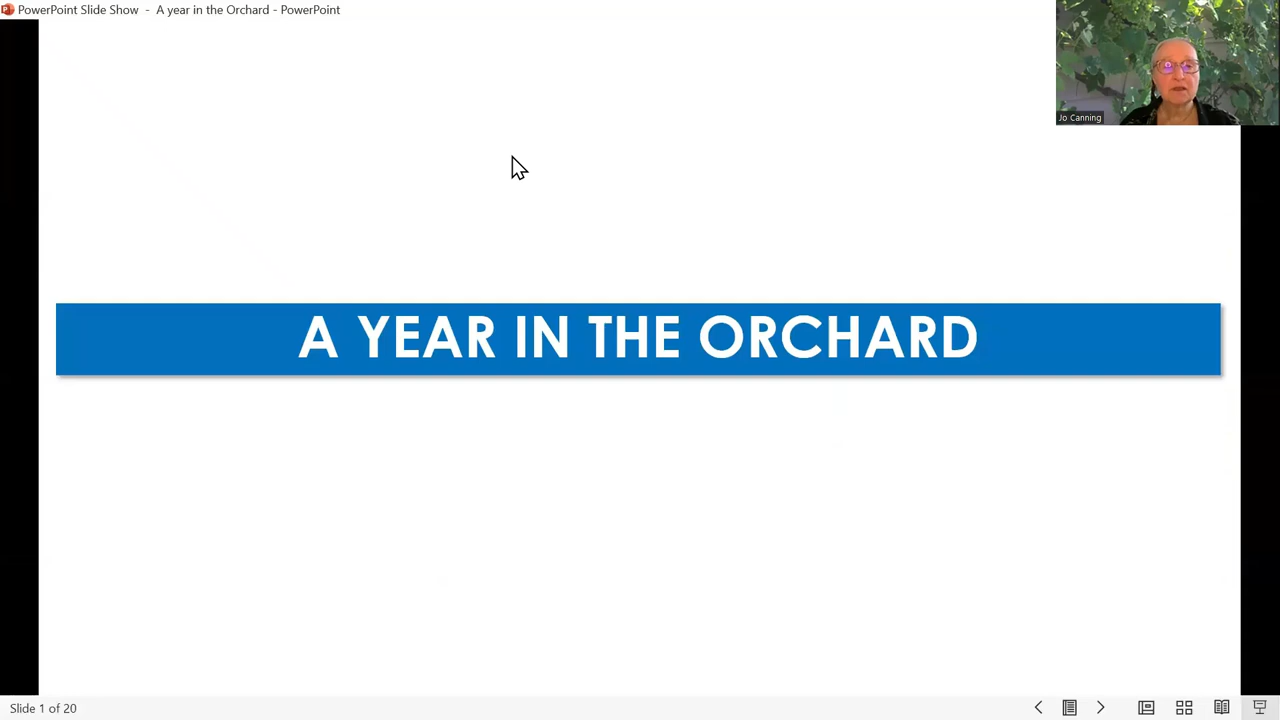 PowerPoint Slide Show - A year in the Orchard - PowerPoint
Jo Canning
A YEAR IN THE ORCHARD
Slide 1 of 20